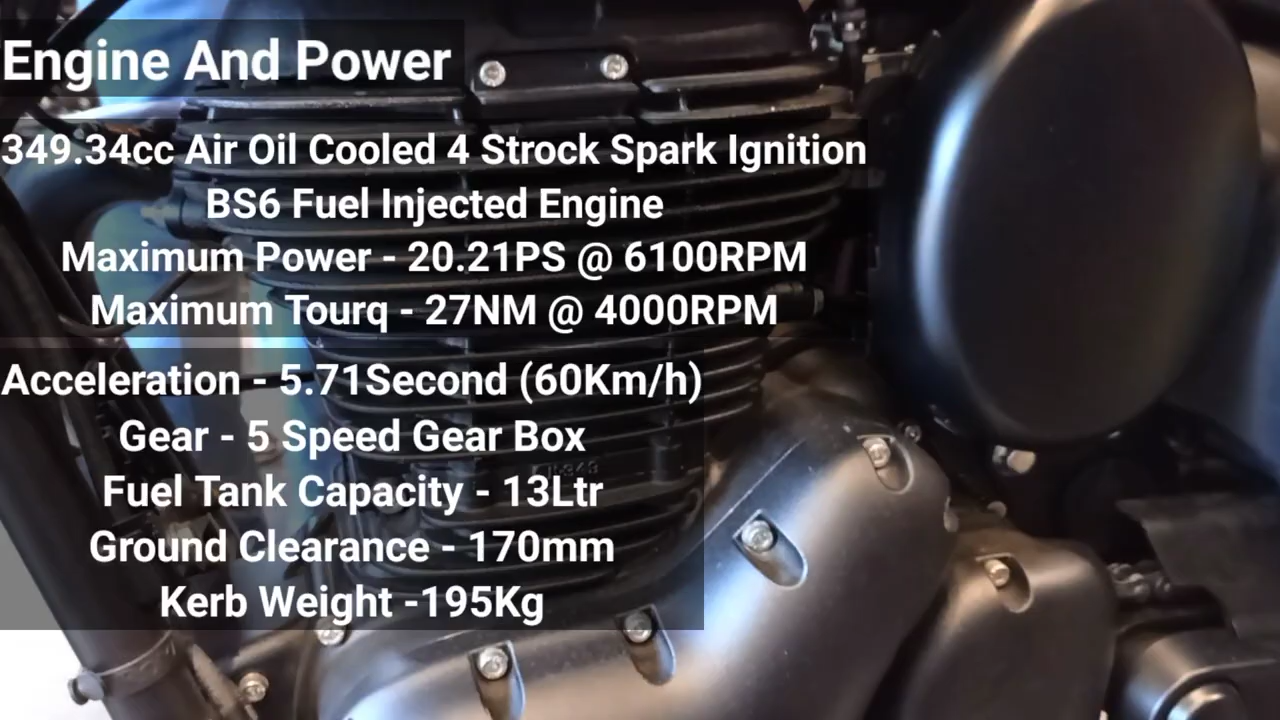 Engine And Power
349.34cc Air Oil Cooled 4 Strock Spark Ignition
BS6 Fuel Injected Engine
Maximum Power - 20.21PS @ 6100RPM
Maximum Tourq - 27NM @ 4000RPM
Acceleration - 5.71Second (60Km/h)
Gear - 5 Speed Gear Box
Fuel Tank Capacity - 13Ltr
Ground Clearance - 170mm
Kerb Weight -195Kg